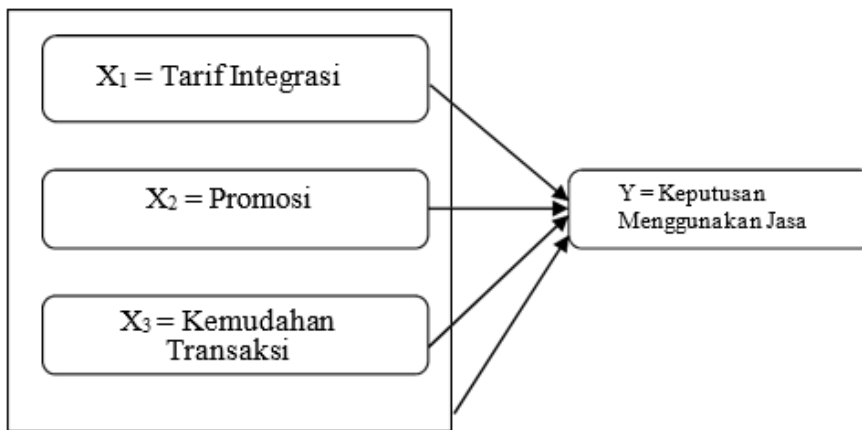 X₁ = Tarif Integrasi
X₂ = Promosi
X₃ = Kemudahan
Transaksi
Y = Keputusan
Menggunakan Jasa